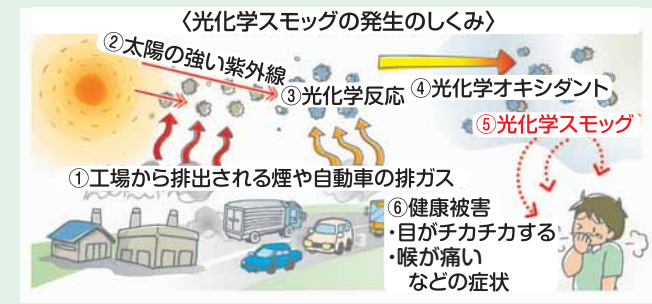 〈光化学スモッグの発生のしくみ〉
②太陽の強い紫外線
③光化学反応
④光化学オキシダント
⑤光化学スモッグ
①工場から排出される煙や自動車の排ガス
⑥健康被害
・目がチカチカする
・喉が痛い
などの症状